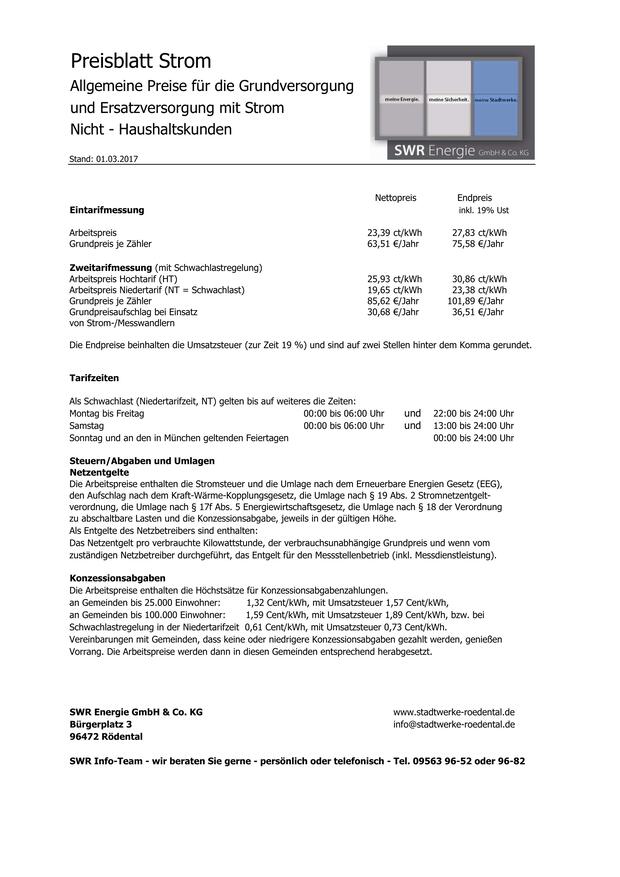 Preisblatt Strom
Allgemeine Preise für die Grundversorgung
und Ersatzversorgung mit Strom
Nicht - Haushaltskunden
Stand: 01.03.2017
meine Energie. meine Sicherheit. meine Stadtwerke.
SWR Energie GmbH & Co. KG
Nettopreis Endpreis
Eintarifmessung inkl. 19% Ust
Arbeitspreis 23,39 ct/kWh 27,83 ct/kWh
Grundpreis je Zähler 63,51 €/Jahr 75,58 €/Jahr
Zweitarifmessung (mit Schwachlastregelung)
Arbeitspreis Hochtarif (HT) 25,93 ct/kWh 30,86 ct/kWh
Arbeitspreis Niedertarif (NT = Schwachlast) 19,65 ct/kWh 23,38 ct/kWh
Grundpreis je Zähler 85,62 €/Jahr 101,89 €/Jahr
Grundpreisaufschlag bei Einsatz 30,68 €/Jahr 36,51 €/Jahr
von Strom-/Messwandlern
Die Endpreise beinhalten die Umsatzsteuer (zur Zeit 19 %) und sind auf zwei Stellen hinter dem Komma gerundet.
Tarifzeiten
Als Schwachlast (Niedertarifzeit, NT) gelten bis auf weiteres die Zeiten:
Montag bis Freitag 00:00 bis 06:00 Uhr und 22:00 bis 24:00 Uhr
Samstag 00:00 bis 06:00 Uhr und 13:00 bis 24:00 Uhr
Sonntag und an den in München geltenden Feiertagen 00:00 bis 24:00 Uhr
Steuern/Abgaben und Umlagen
Netzentgelte
Die Arbeitspreise enthalten die Stromsteuer und die Umlage nach dem Erneuerbare Energien Gesetz (EEG),
den Aufschlag nach dem Kraft-Wärme-Kopplungsgesetz, die Umlage nach § 19 Abs. 2 Stromnetzentgelt-
verordnung, die Umlage nach § 17f Abs. 5 Energiewirtschaftsgesetz, die Umlage nach § 18 der Verordnung
zu abschaltbare Lasten und die Konzessionsabgabe, jeweils in der gültigen Höhe.
Als Entgelte des Netzbetreibers sind enthalten:
Das Netzentgelt pro verbrauchte Kilowattstunde, der verbrauchsunabhängige Grundpreis und wenn vom
zuständigen Netzbetreiber durchgeführt, das Entgelt für den Messstellenbetrieb (inkl. Messdienstleistung).
Konzessionsabgaben
Die Arbeitspreise enthalten die Höchstsätze für Konzessionsabgabenzahlungen.
an Gemeinden bis 25.000 Einwohner: 1,32 Cent/kWh, mit Umsatzsteuer 1,57 Cent/kWh,
an Gemeinden bis 100.000 Einwohner: 1,59 Cent/kWh, mit Umsatzsteuer 1,89 Cent/kWh, bzw. bei
Schwachlastregelung in der Niedertarifzeit 0,61 Cent/kWh, mit Umsatzsteuer 0,73 Cent/kWh.
Vereinbarungen mit Gemeinden, dass keine oder niedrigere Konzessionsabgaben gezahlt werden, genießen
Vorrang. Die Arbeitspreise werden dann in diesen Gemeinden entsprechend herabgesetzt.
SWR Energie GmbH & Co. KG www.stadtwerke-roedental.de
Bürgerplatz 3 info@stadtwerke-roedental.de
96472 Rödental
SWR Info-Team - wir beraten Sie gerne - persönlich oder telefonisch - Tel. 09563 96-52 oder 96-82